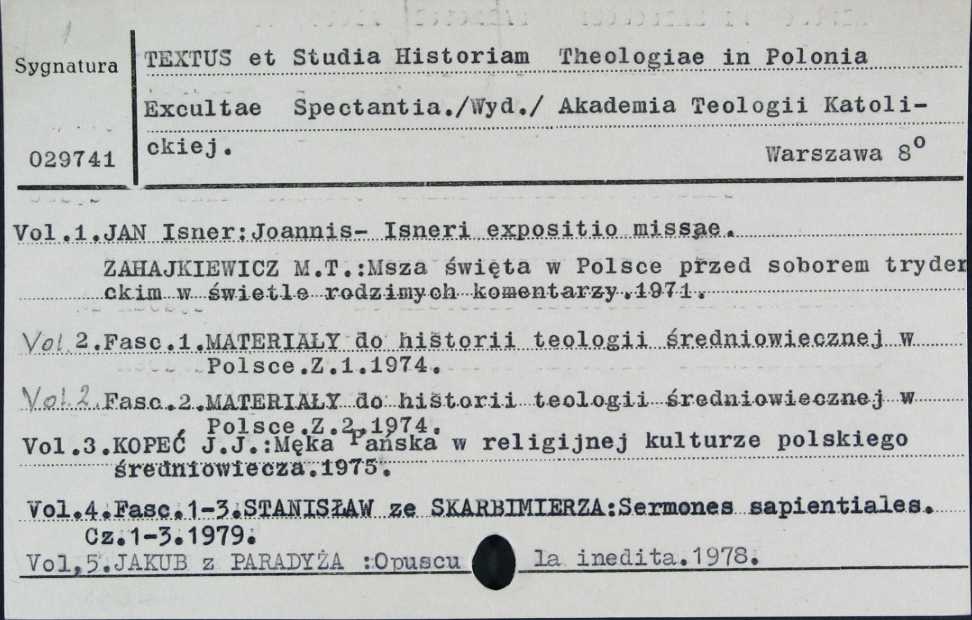 Sygnatura
029741
TEXTUS et Studia Historiam Theologiae in Polonia
Excultae Spectantia./Wyd./ Akademia Teologii Katoli-
ckiej.
Warszawa 8o
Vol.1.JAN Isner:Joannis- Isneri expositio missae.
ZAHAJKIEWICZ M.T.:Msza święta w Polsce przed soborem tryden
ckim w świetle rodzimych komentarzy.1971.
Vol 2.Fasc.1.MATERIAŁY do historii teologii średniowiecznej w
Polsce.Z.1.1974.
Vol.2.Fasc.2.MATERIAŁY do historii teologii średniowiecznej w
Polsce.Z.2.1974.
Vol.3.KOPEĆ J.J.:Męka Pańska w religijnej kulturze polskiego
średniowiecza.1975.
Vol.4.Fasc.1-3.STANISŁAW ze SKARBIMIERZA:Sermones sapientiales.
Cz.1-3.1979.
Vol,5.JAKUB z PARADYŻA :Opuscu la inedita.1978.